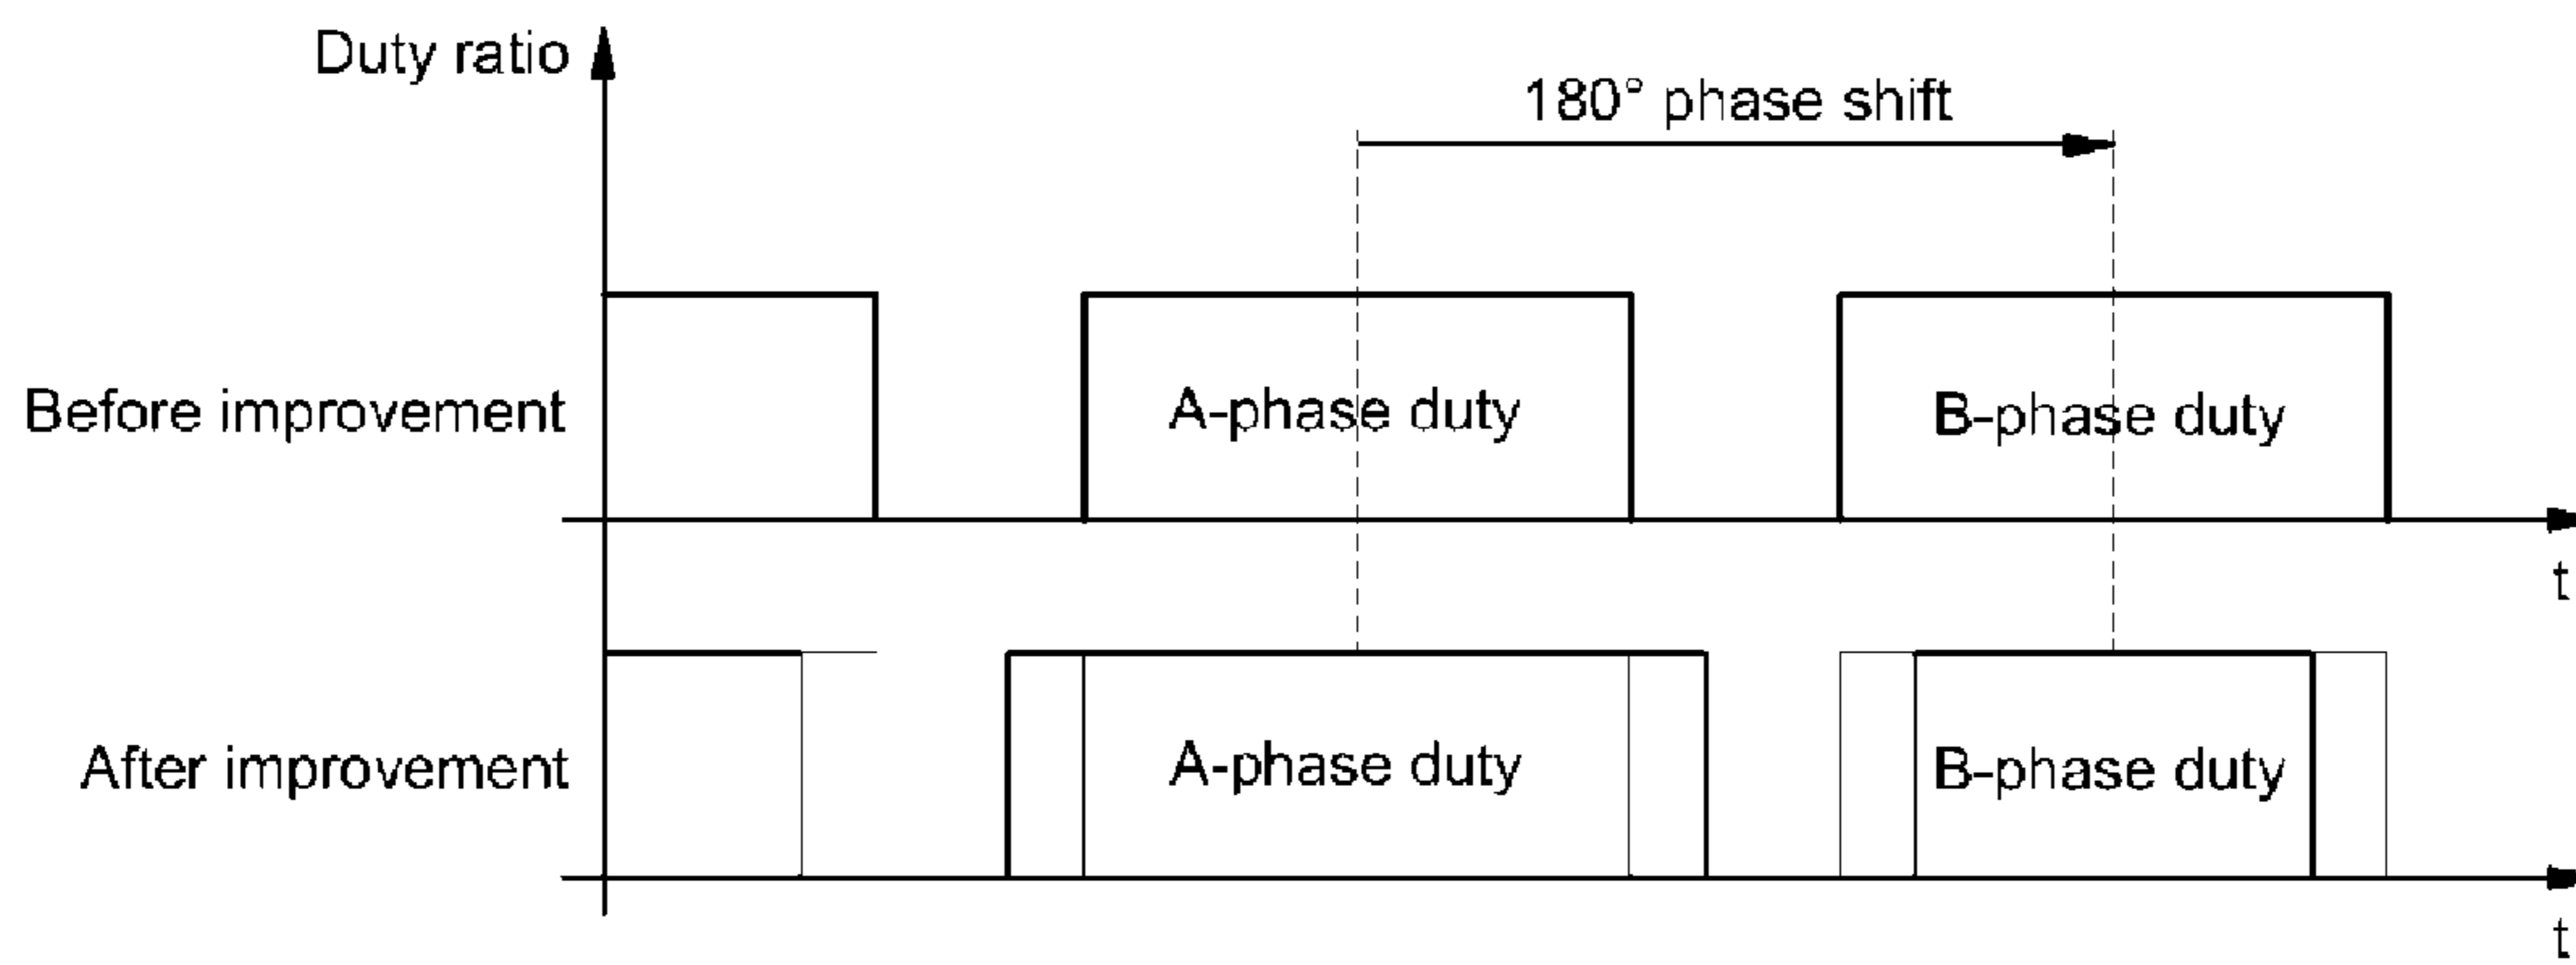 Duty ratio
180° phase shift
Before improvement
A-phase duty
B-phase duty
t
After improvement
A-phase duty
B-phase duty
t